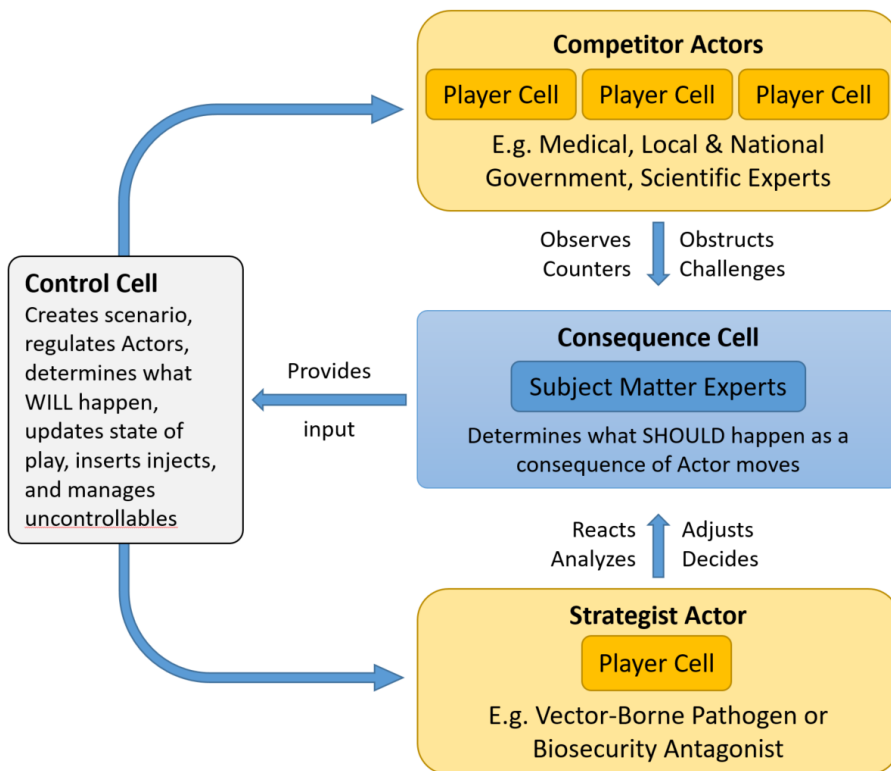 Competitor Actors
Player Cell
Player Cell
Player Cell
E.g. Medical, Local & National
Government, Scientific Experts
Observes
Counters
Obstructs
Challenges
Control Cell
Creates scenario,
regulates Actors,
determines what
WILL happen,
updates state of
play, inserts injects,
and manages
uncontrollables
Provides
input
Consequence Cell
Subject Matter Experts
Determines what SHOULD happen as a
consequence of Actor moves
Reacts
Analyzes
Adjusts
Decides
Strategist Actor
Player Cell
E.g. Vector-Borne Pathogen or
Biosecurity Antagonist